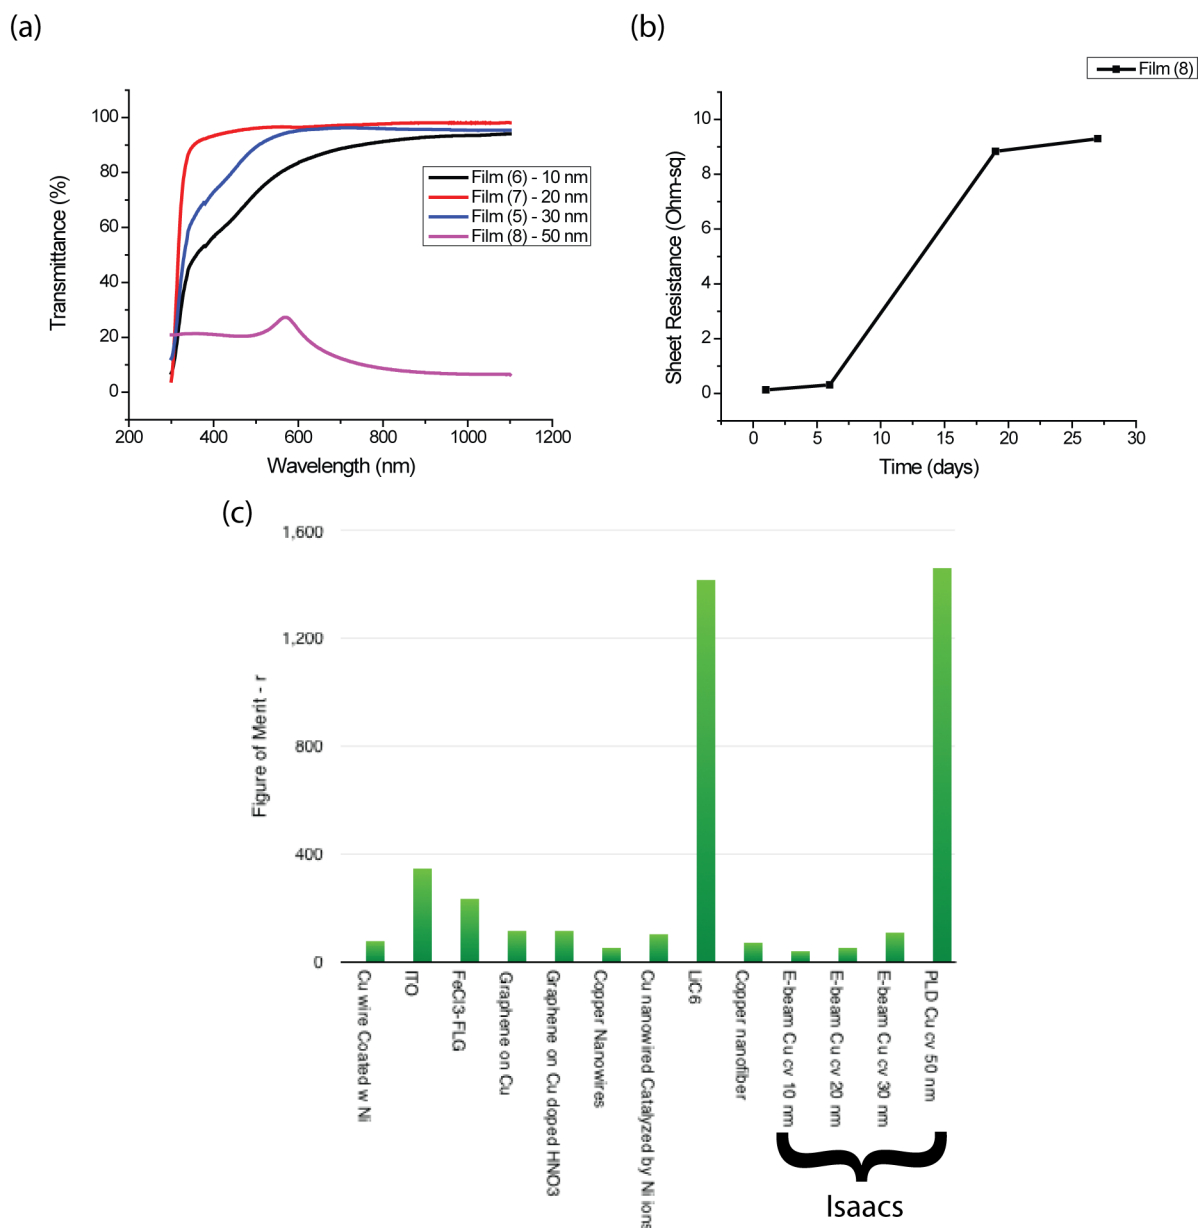 (a)
100
80
60
40
20
0
Transmittance (%)
200 400 600 800 1000 1200
Wavelength (nm)
Film (6) - 10 nm
Film (7) - 20 nm
Film (5) - 30 nm
Film (8) - 50 nm
(b)
Film (8)
10
8
6
4
2
0
Sheet Resistance (Ohm-sq)
0 5 10 15 20 25 30
Time (days)
(c)
1,600
1,200
800
400
0
Figure of Merit - r
Cu wire Coated w Ni
ITO
FeCl3-FLG
Graphene on Cu
Graphene on Cu doped HNO3
Copper Nanowires
Cu nanowired Catalyzed by Ni ions
LiC6
Copper nanofiber
E-beam Cu cv 10 nm
E-beam Cu cv 20 nm
E-beam Cu cv 30 nm
PLD Cu cv 50 nm
Isaacs